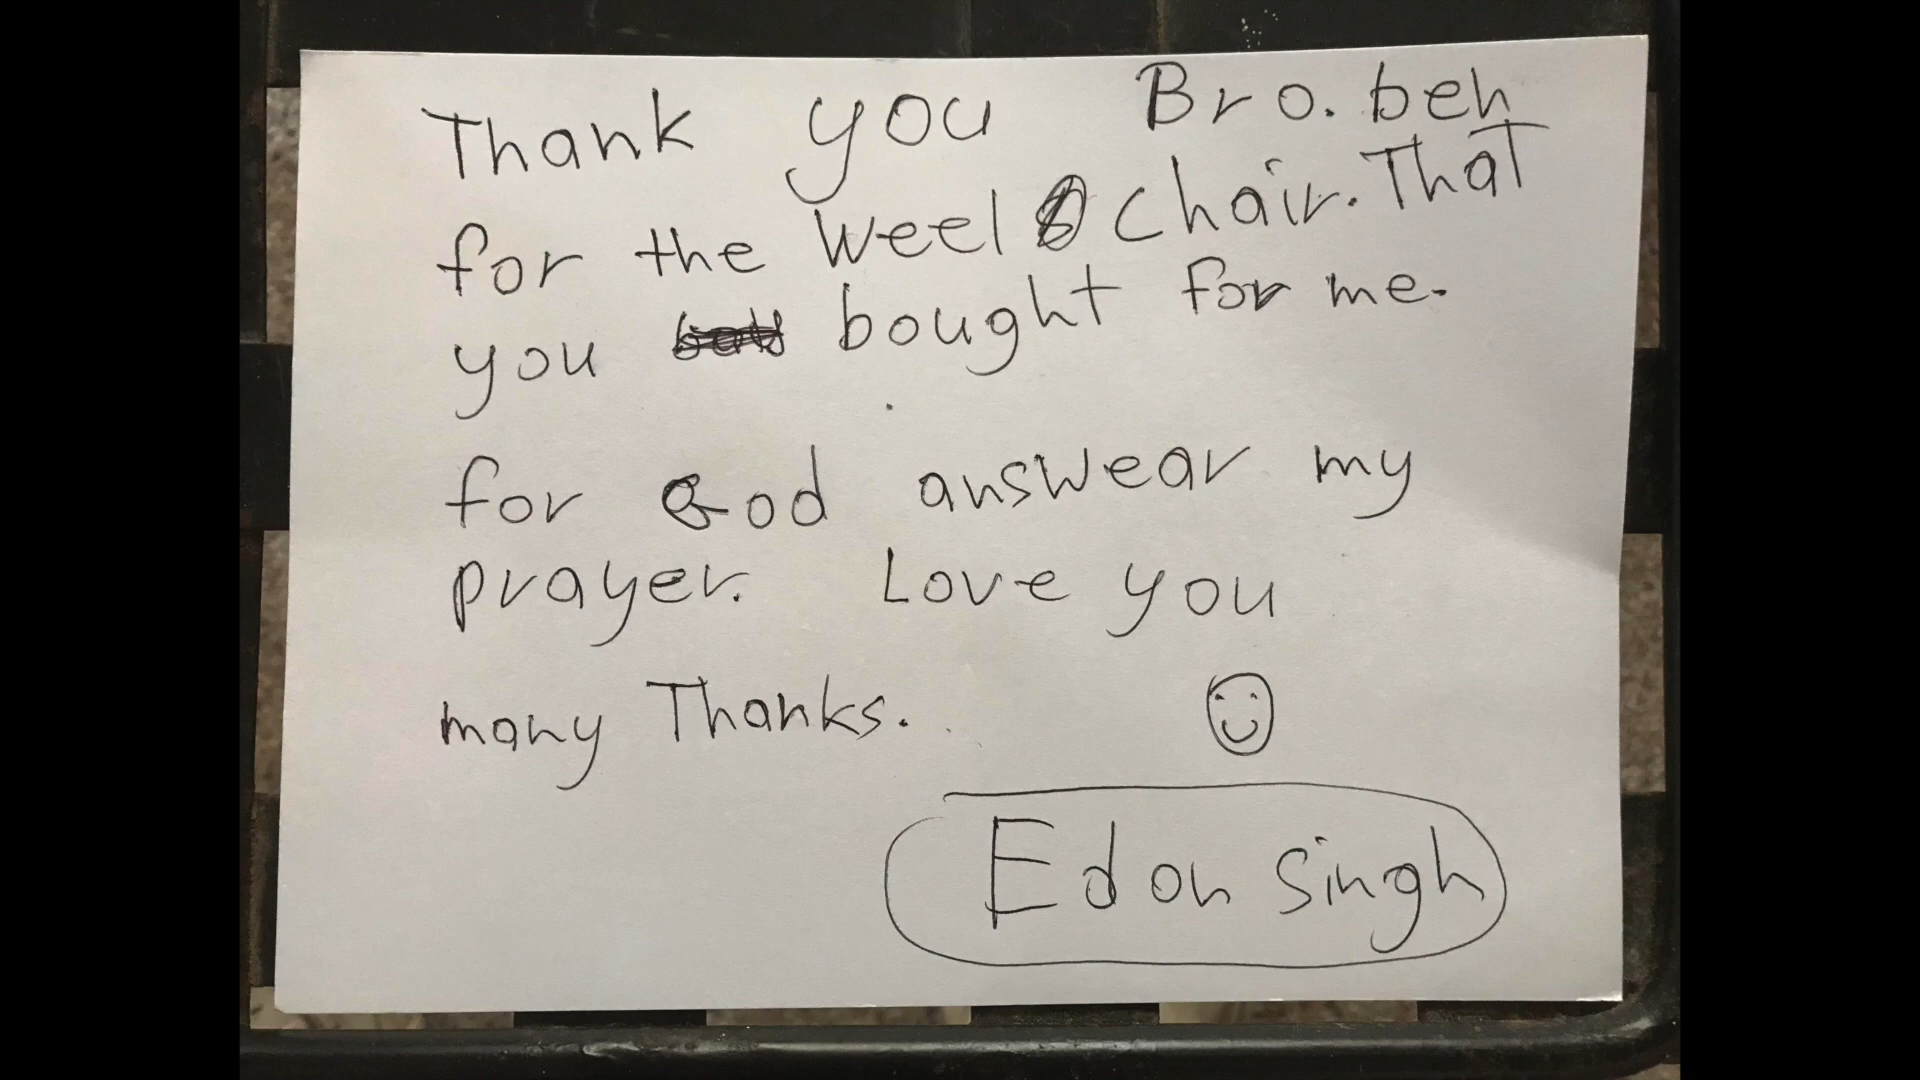 Thank you Bro. ben
for the Weel chair. That
you bought for me.
for God answear my
prayer. Love you
many Thanks.
Edon Singh